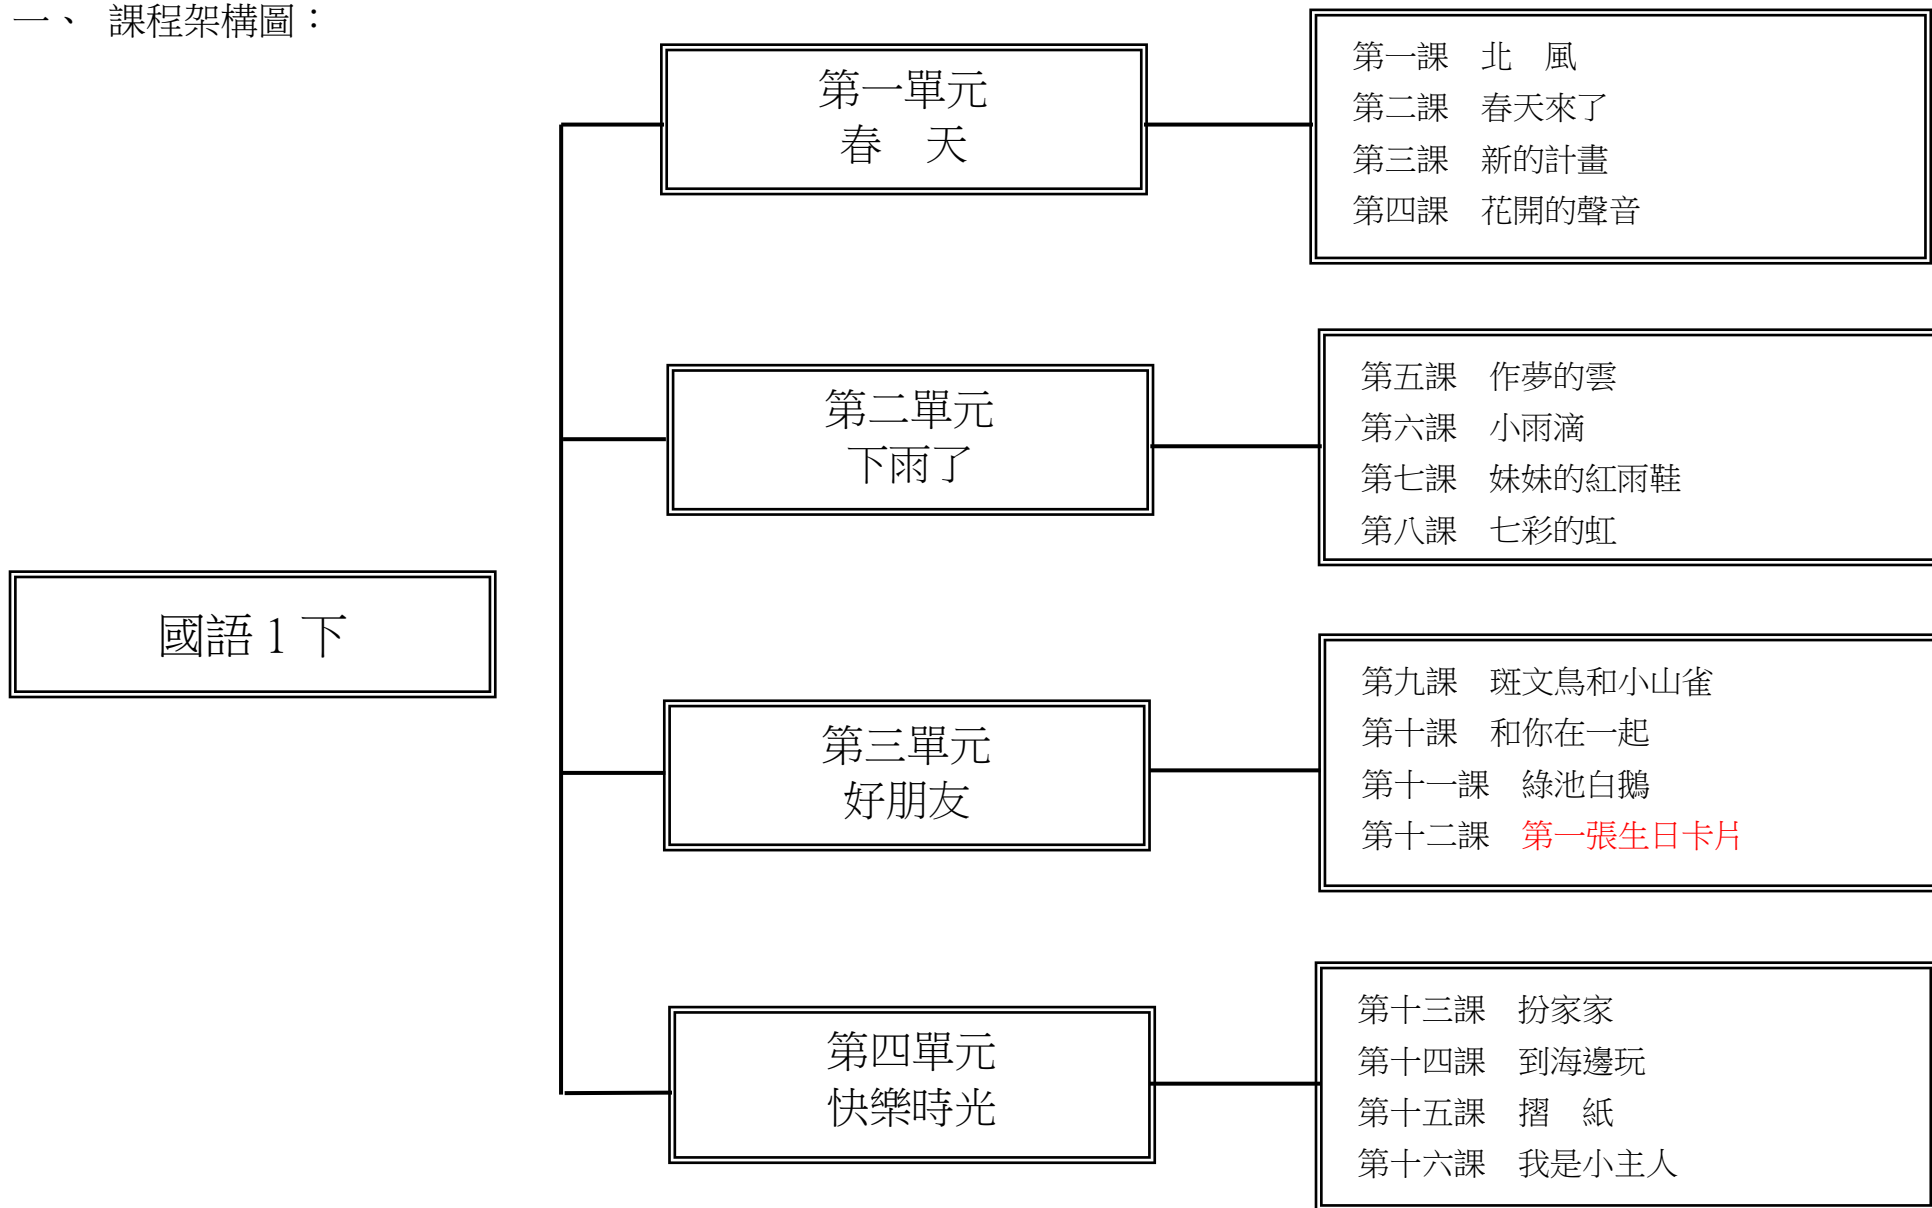 一、 課程架構圖：
國語 1 下
第一單元
春　天
第一課　北　風
第二課　春天來了
第三課　新的計畫
第四課　花開的聲音
第二單元
下雨了
第五課　作夢的雲
第六課　小雨滴
第七課　妹妹的紅雨鞋
第八課　七彩的虹
第三單元
好朋友
第九課　斑文鳥和小山雀
第十課　和你在一起
第十一課　綠池白鵝
第十二課　第一張生日卡片
第四單元
快樂時光
第十三課　扮家家
第十四課　到海邊玩
第十五課　摺　紙
第十六課　我是小主人